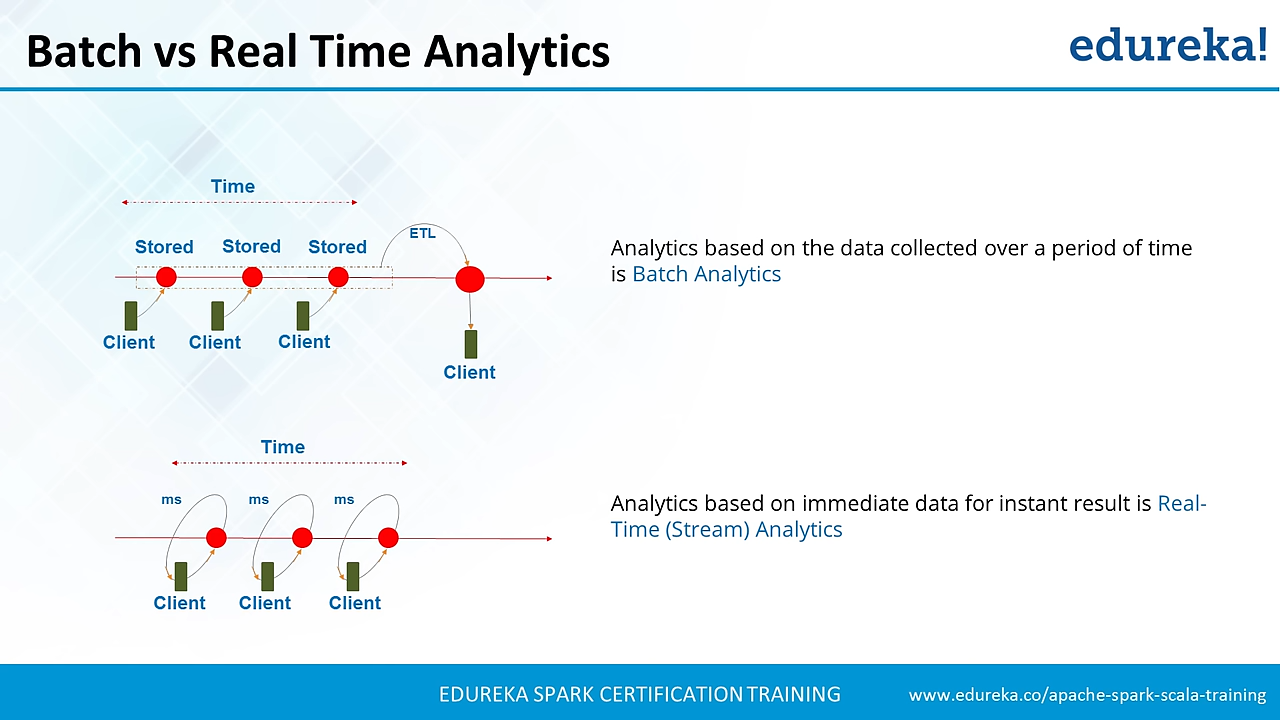 Batch vs Real Time Analytics
edureka!
Time
Stored
Stored
Stored
ETL
Client
Client
Client
Client
Analytics based on the data collected over a period of time
is Batch Analytics
Time
ms
ms
ms
Client
Client
Client
Analytics based on immediate data for instant result is Real-
Time (Stream) Analytics
EDUREKA SPARK CERTIFICATION TRAINING
www.edureka.co/apache-spark-scala-training